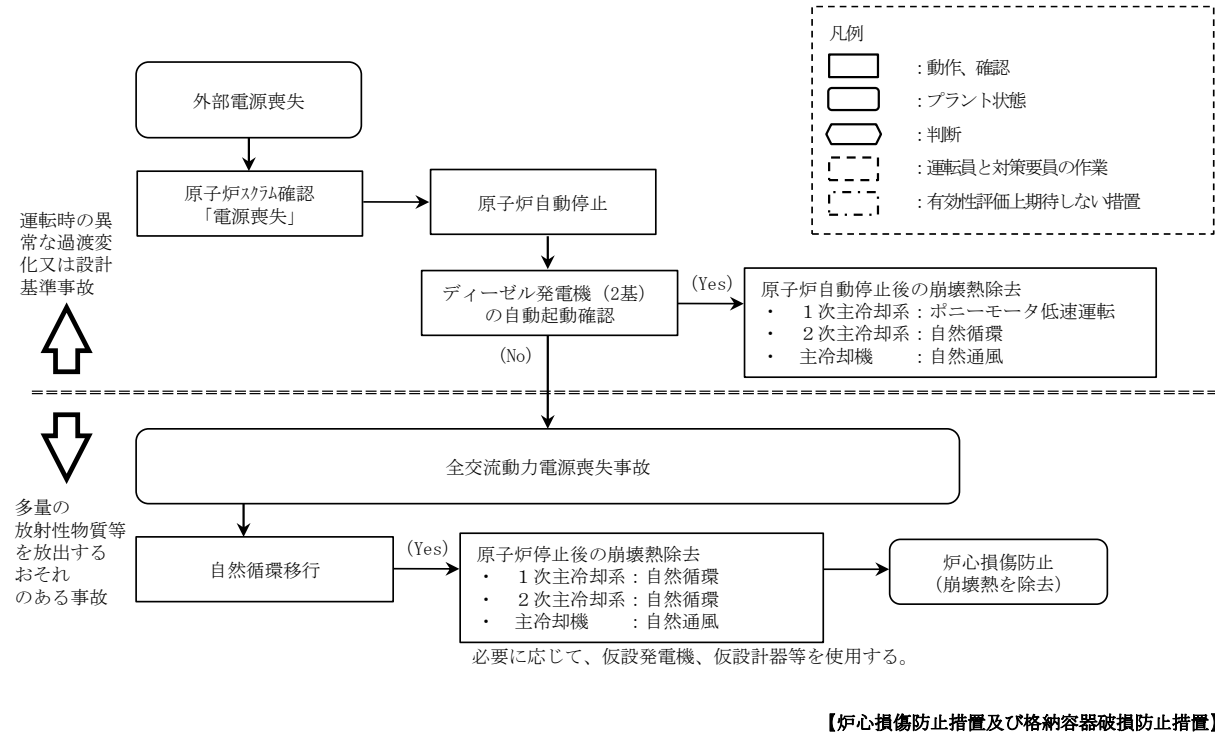 凡例
：動作、確認
：プラント状態
：判断
：運転員と対策要員の作業
：有効性評価上期待しない措置
外部電源喪失
原子炉スクラム確認
「電源喪失」
原子炉自動停止
運転時の異
常な過渡変
化又は設計
基準事故
ディーゼル発電機（2基）
の自動起動確認
(Yes)
原子炉自動停止後の崩壊熱除去
・ １次主冷却系：ポニーモータ低速運転
・ ２次主冷却系：自然循環
・ 主冷却機 ：自然通風
(No)
全交流動力電源喪失事故
多量の
放射性物質等
を放出する
おそれ
のある事故
自然循環移行
(Yes)
原子炉停止後の崩壊熱除去
・ １次主冷却系：自然循環
・ ２次主冷却系：自然循環
・ 主冷却機 ：自然通風
炉心損傷防止
（崩壊熱を除去）
必要に応じて、仮設発電機、仮設計器等を使用する。
【炉心損傷防止措置及び格納容器破損防止措置】